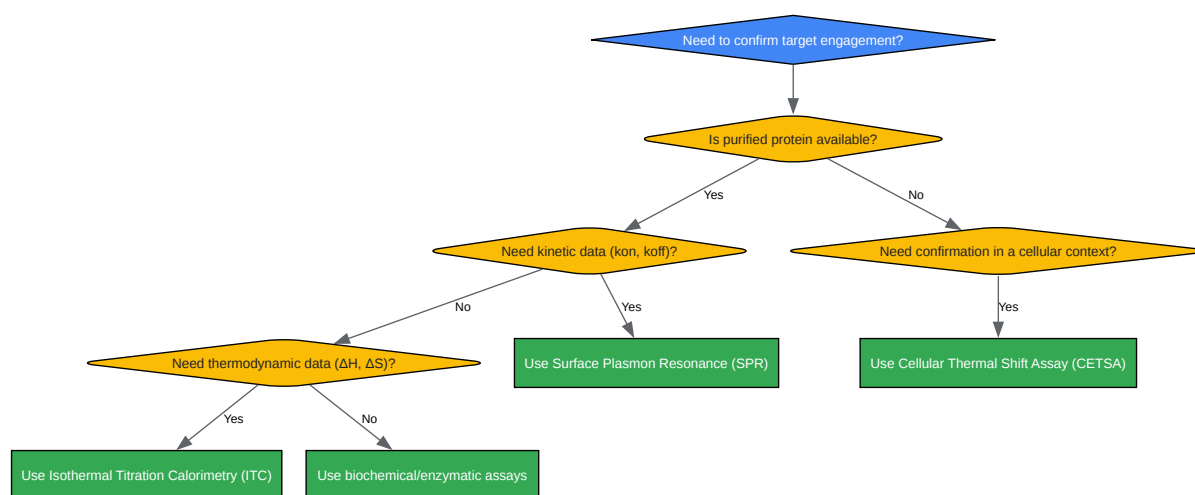 Need to confirm target engagement?
Is purified protein available?
Yes
No
Need kinetic data (kon, koff)?
Need confirmation in a cellular context?
No
Yes
Yes
Need thermodynamic data (ΔH, ΔS)?
Use Surface Plasmon Resonance (SPR)
Use Cellular Thermal Shift Assay (CETSA)
Yes
No
Use Isothermal Titration Calorimetry (ITC)
Use biochemical/enzymatic assays